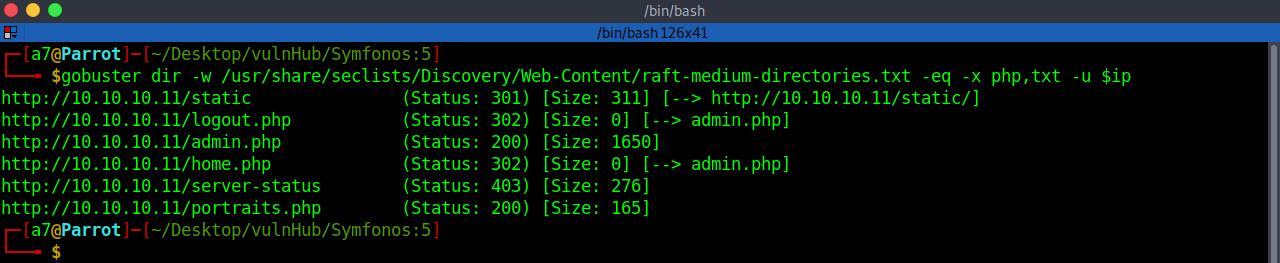 /bin/bash
/bin/bash 126x41
┌─[a7@Parrot]─[~/Desktop/vulnHub/Symfonos:5]
└──╼ $gobuster dir -w /usr/share/seclists/Discovery/Web-Content/raft-medium-directories.txt -eq -x php,txt -u $ip
http://10.10.10.11/static               (Status: 301) [Size: 311] [--> http://10.10.10.11/static/]
http://10.10.10.11/logout.php           (Status: 302) [Size: 0] [--> admin.php]
http://10.10.10.11/admin.php            (Status: 200) [Size: 1650]
http://10.10.10.11/home.php             (Status: 302) [Size: 0] [--> admin.php]
http://10.10.10.11/server-status        (Status: 403) [Size: 276]
http://10.10.10.11/portraits.php        (Status: 200) [Size: 165]
┌─[a7@Parrot]─[~/Desktop/vulnHub/Symfonos:5]
└──╼ $